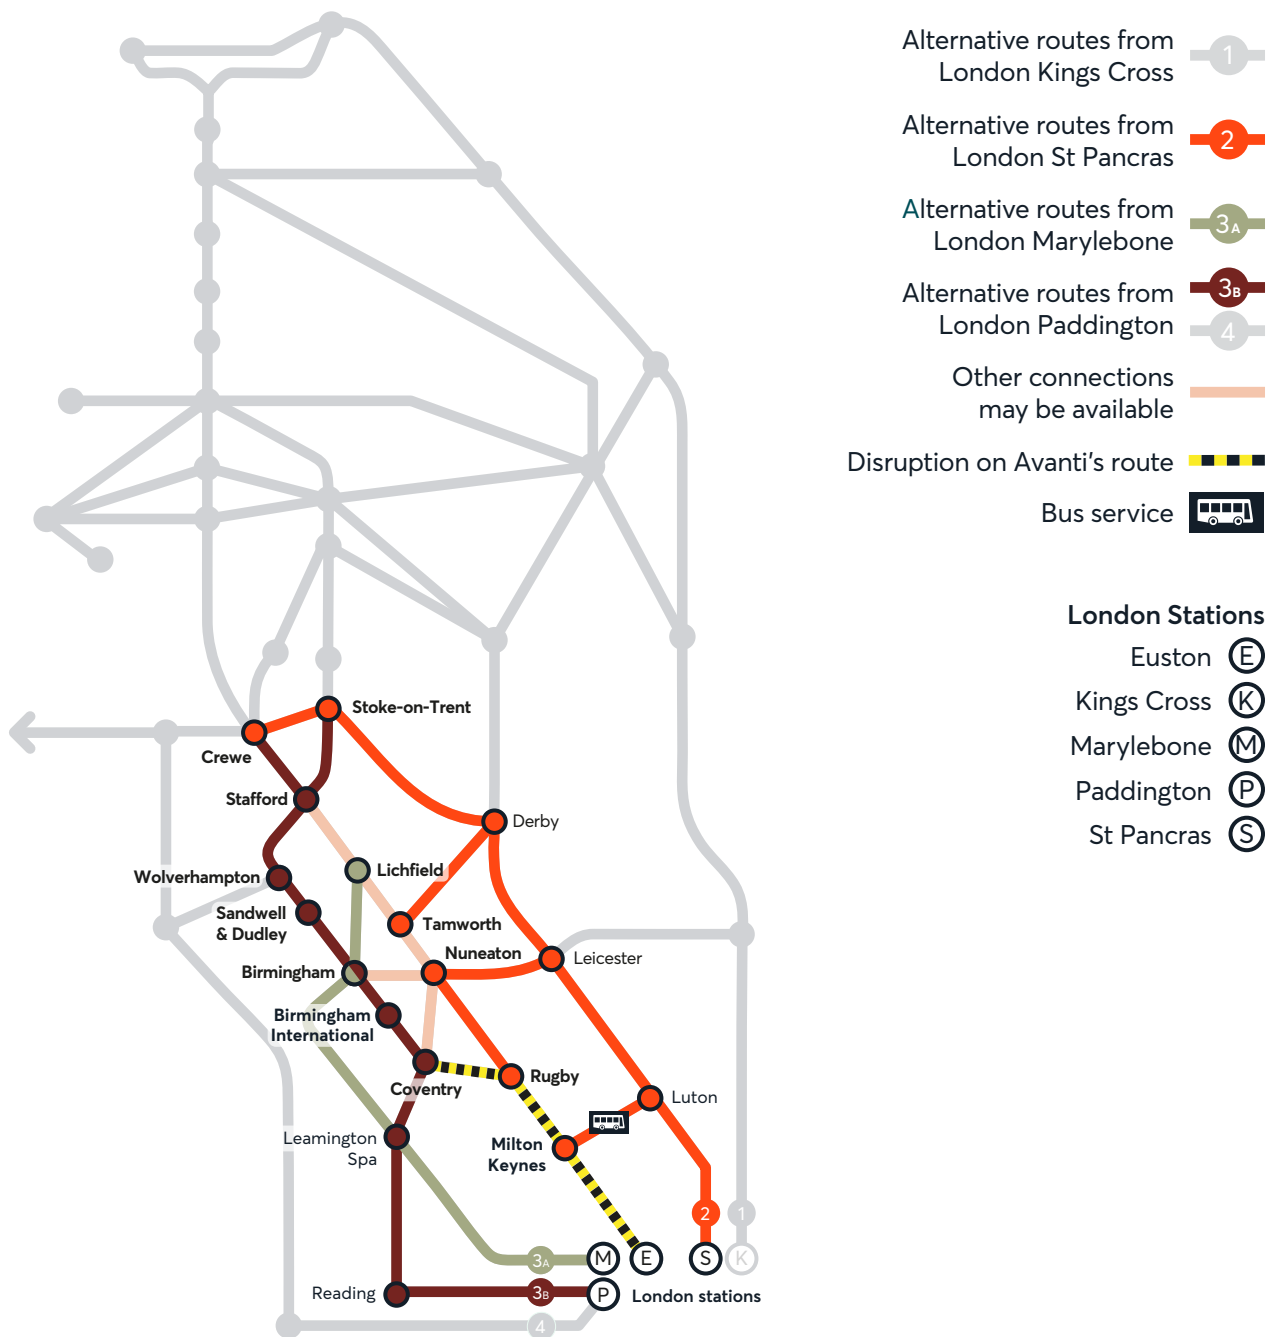 Alternative routes from
London Kings Cross
1
Alternative routes from
London St Pancras
2
Alternative routes from
London Marylebone
3A
Alternative routes from
London Paddington
3B
4
Other connections
may be available
Disruption on Avanti's route
Bus service
London Stations
Euston E
Kings Cross K
Marylebone M
Paddington P
St Pancras S
Stoke-on-Trent
Crewe
Stafford
Derby
Lichfield
Wolverhampton
Sandwell
& Dudley
Tamworth
Nuneaton
Leicester
Birmingham
Birmingham
International
Rugby
Coventry
Luton
Leamington
Spa
Milton
Keynes
2
1
3A
M
E
S
K
Reading
3B
P
London stations
4